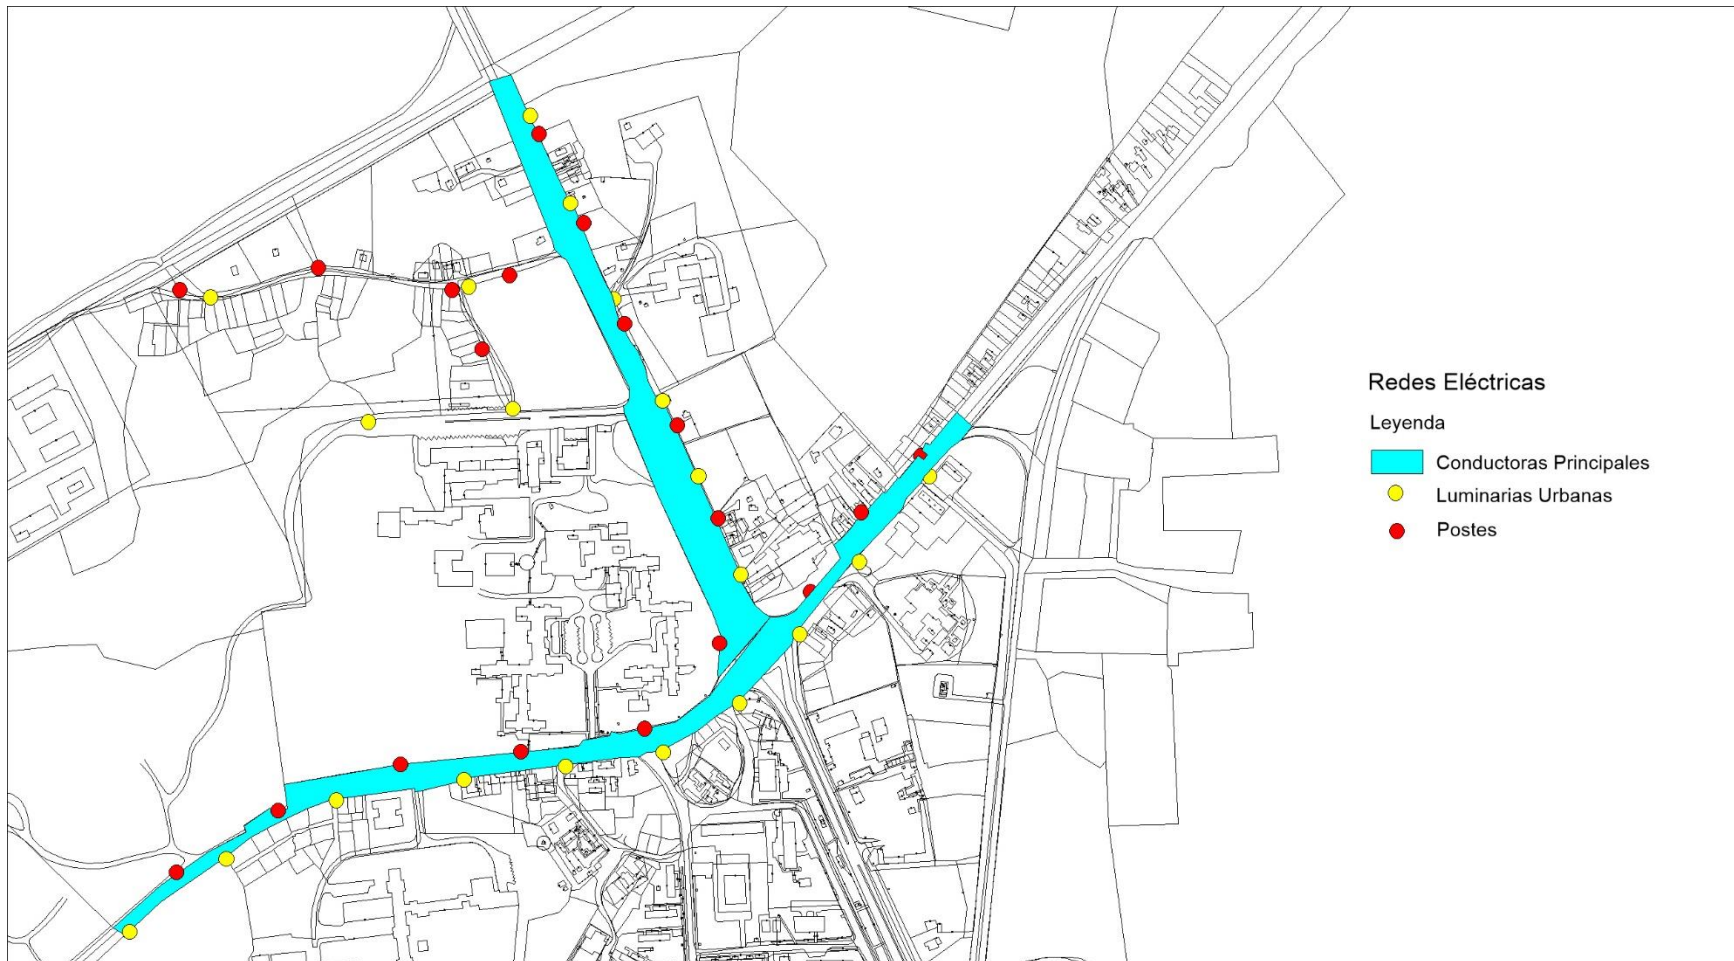 Redes Eléctricas
Leyenda
Conductoras Principales
Luminarias Urbanas
Postes